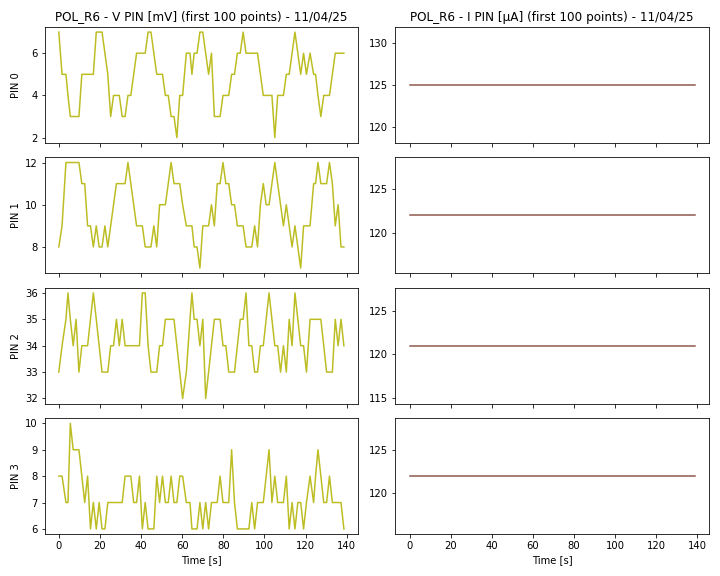 POL_R6 - V PIN [mV] (first 100 points) - 11/04/25
POL_R6 - I PIN [μA] (first 100 points) - 11/04/25
PIN 0
6
4
2
130
125
120
PIN 1
12
10
8
125
120
PIN 2
36
35
34
33
32
125
120
115
PIN 3
10
9
8
7
6
125
120
0 20 40 60 80 100 120 140
0 20 40 60 80 100 120 140
Time [s]
Time [s]